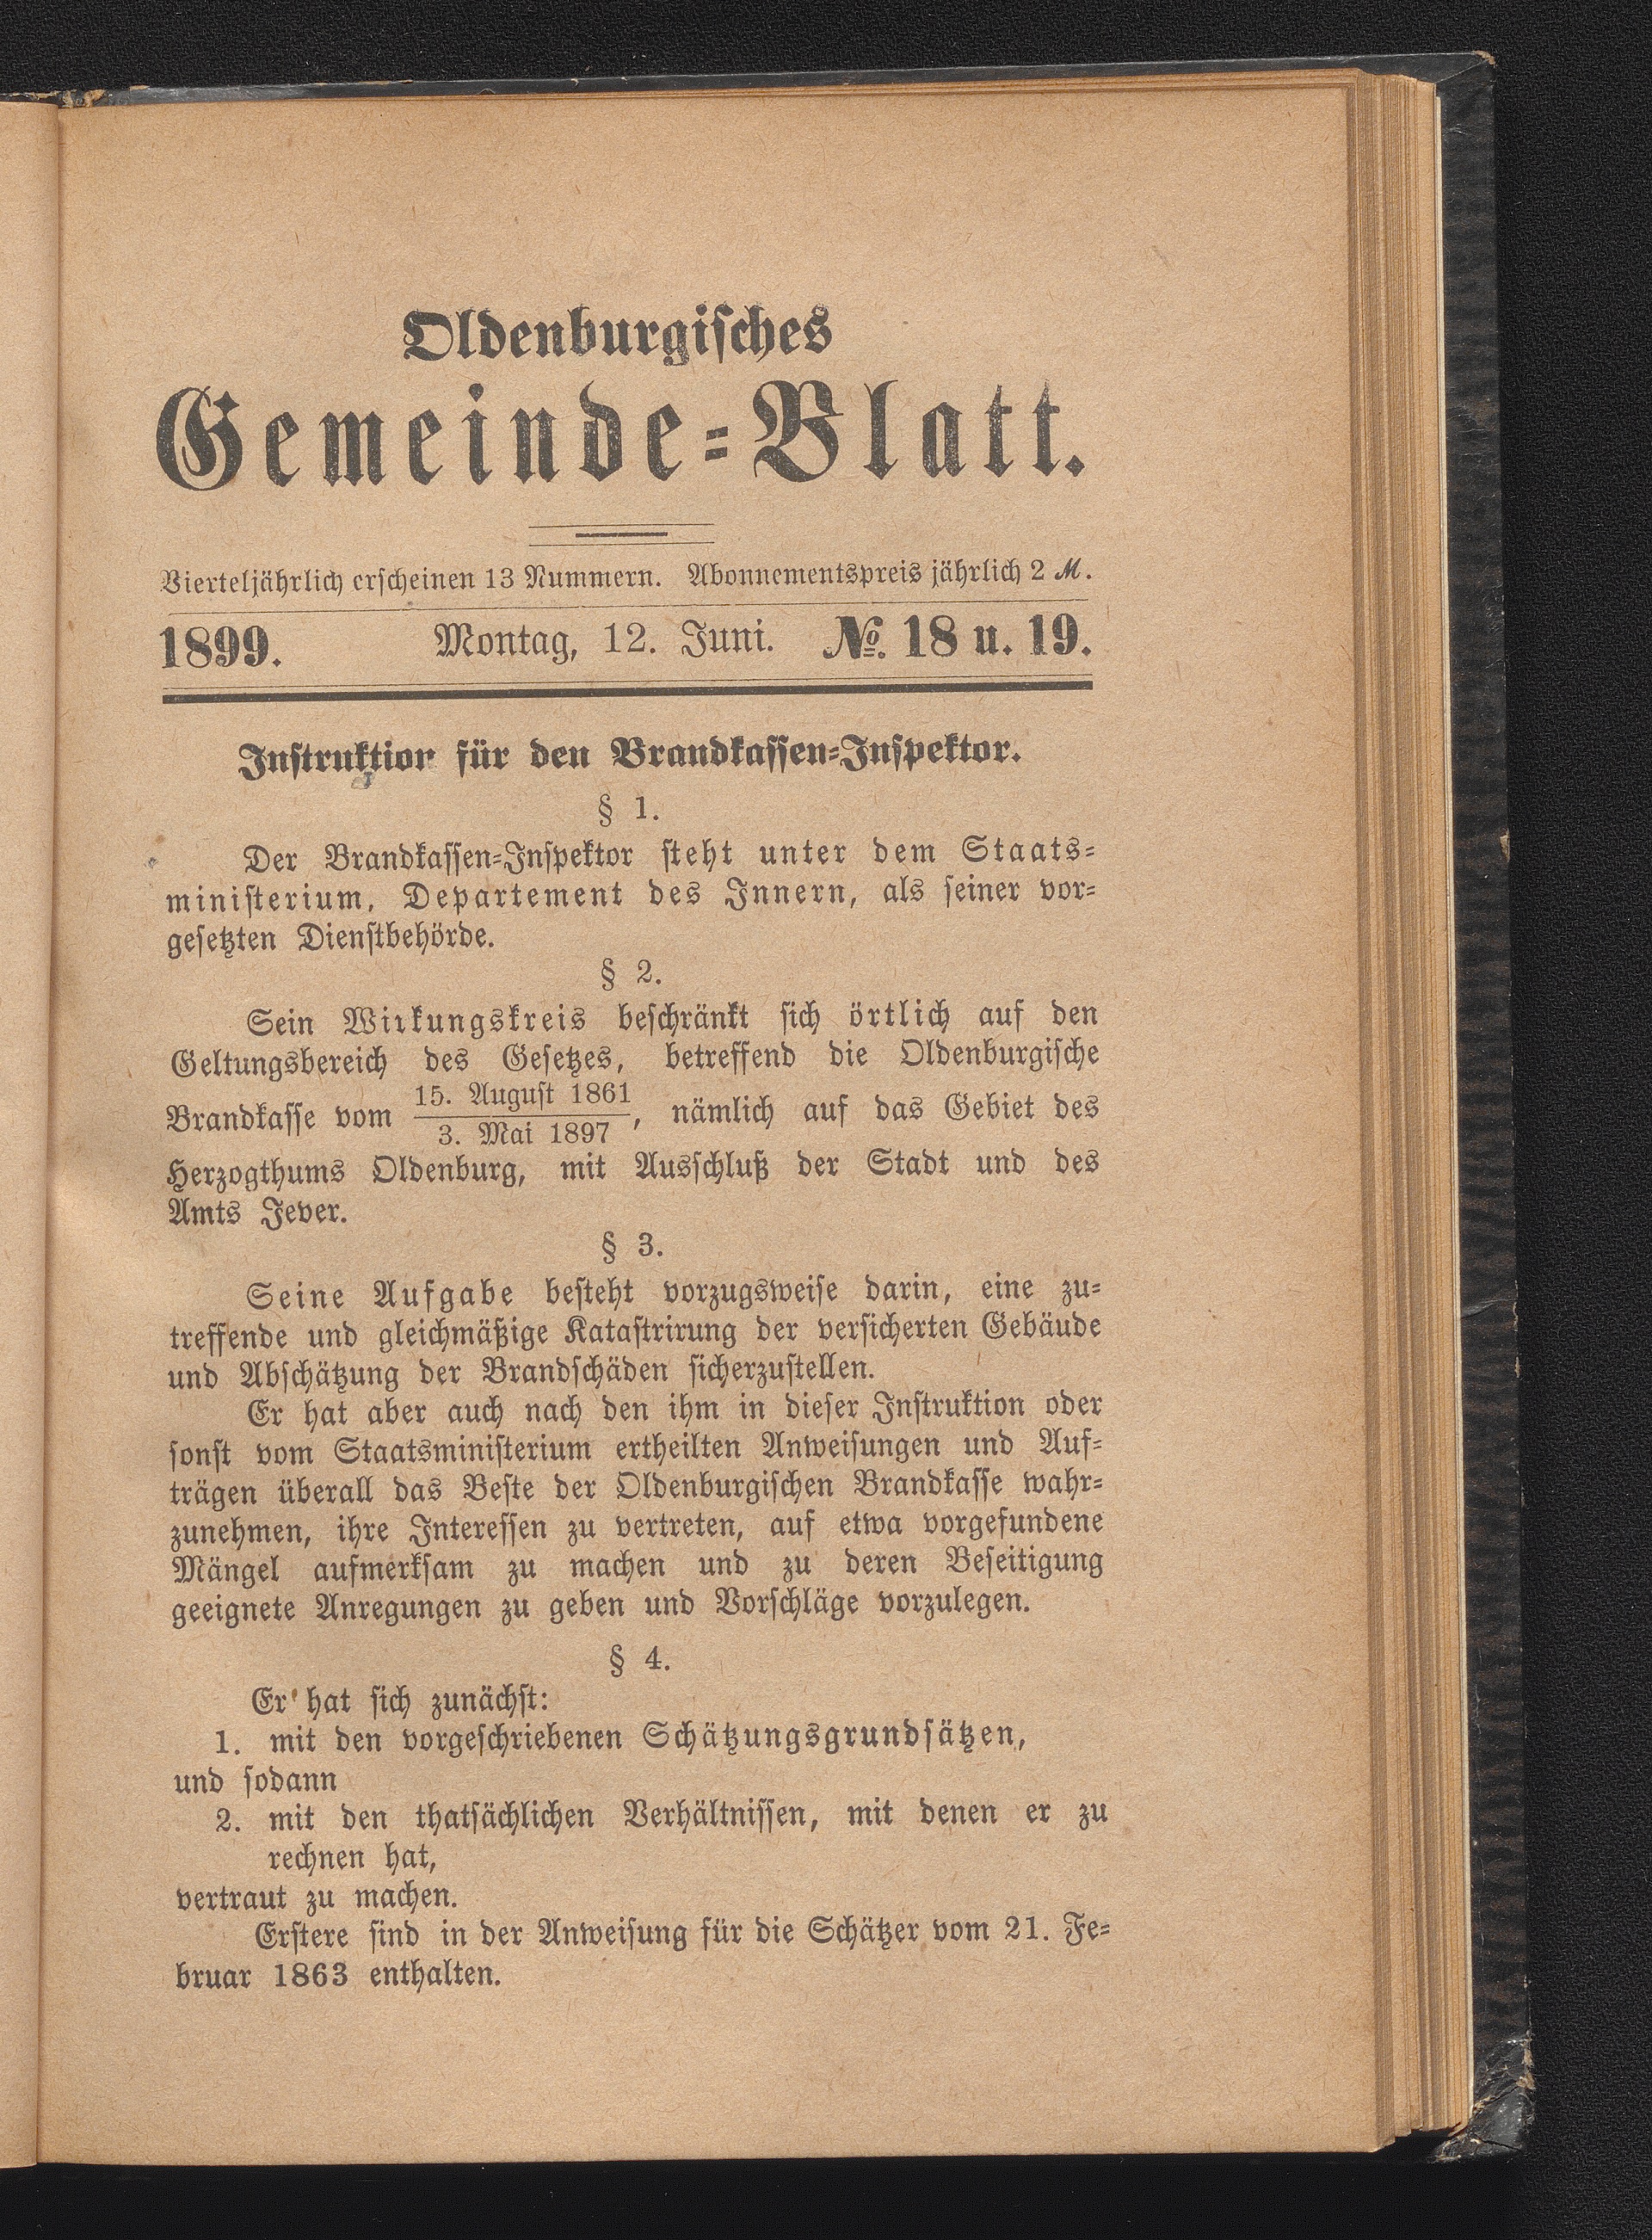 Oldenburgisches
Gemeinde-Blatt.
Vierteljährlich erscheinen 13 Nummern. Abonnementspreis jährlich 2 M.
1899. Montag, 12. Juni. No. 18 u. 19.
Instruktion für den Brandkassen-Inspektor.
§ 1.
Der Brandkassen-Inspektor steht unter dem Staats-
ministerium, Departement des Innern, als seiner vor-
gesetzten Dienstbehörde.
§ 2.
Sein Wirkungskreis beschränkt sich örtlich auf den
Geltungsbereich des Gesetzes, betreffend die Oldenburgische
Brandkasse vom 15. August 1861 / 3. Mai 1897, nämlich auf das Gebiet des
Herzogthums Oldenburg, mit Ausschluß der Stadt und des
Amts Jever.
§ 3.
Seine Aufgabe besteht vorzugsweise darin, eine zu-
treffende und gleichmäßige Katastrirung der versicherten Gebäude
und Abschätzung der Brandschäden sicherzustellen.
Er hat aber auch nach den ihm in dieser Instruktion oder
sonst vom Staatsministerium ertheilten Anweisungen und Auf-
trägen überall das Beste der Oldenburgischen Brandkasse wahr-
zunehmen, ihre Interessen zu vertreten, auf etwa vorgefundene
Mängel aufmerksam zu machen und zu deren Beseitigung
geeignete Anregungen zu geben und Vorschläge vorzulegen.
§ 4.
Er hat sich zunächst:
1. mit den vorgeschriebenen Schätzungsgrundsätzen,
und sodann
2. mit den thatsächlichen Verhältnissen, mit denen er zu
rechnen hat,
vertraut zu machen.
Erstere sind in der Anweisung für die Schätzer vom 21. Fe-
bruar 1863 enthalten.